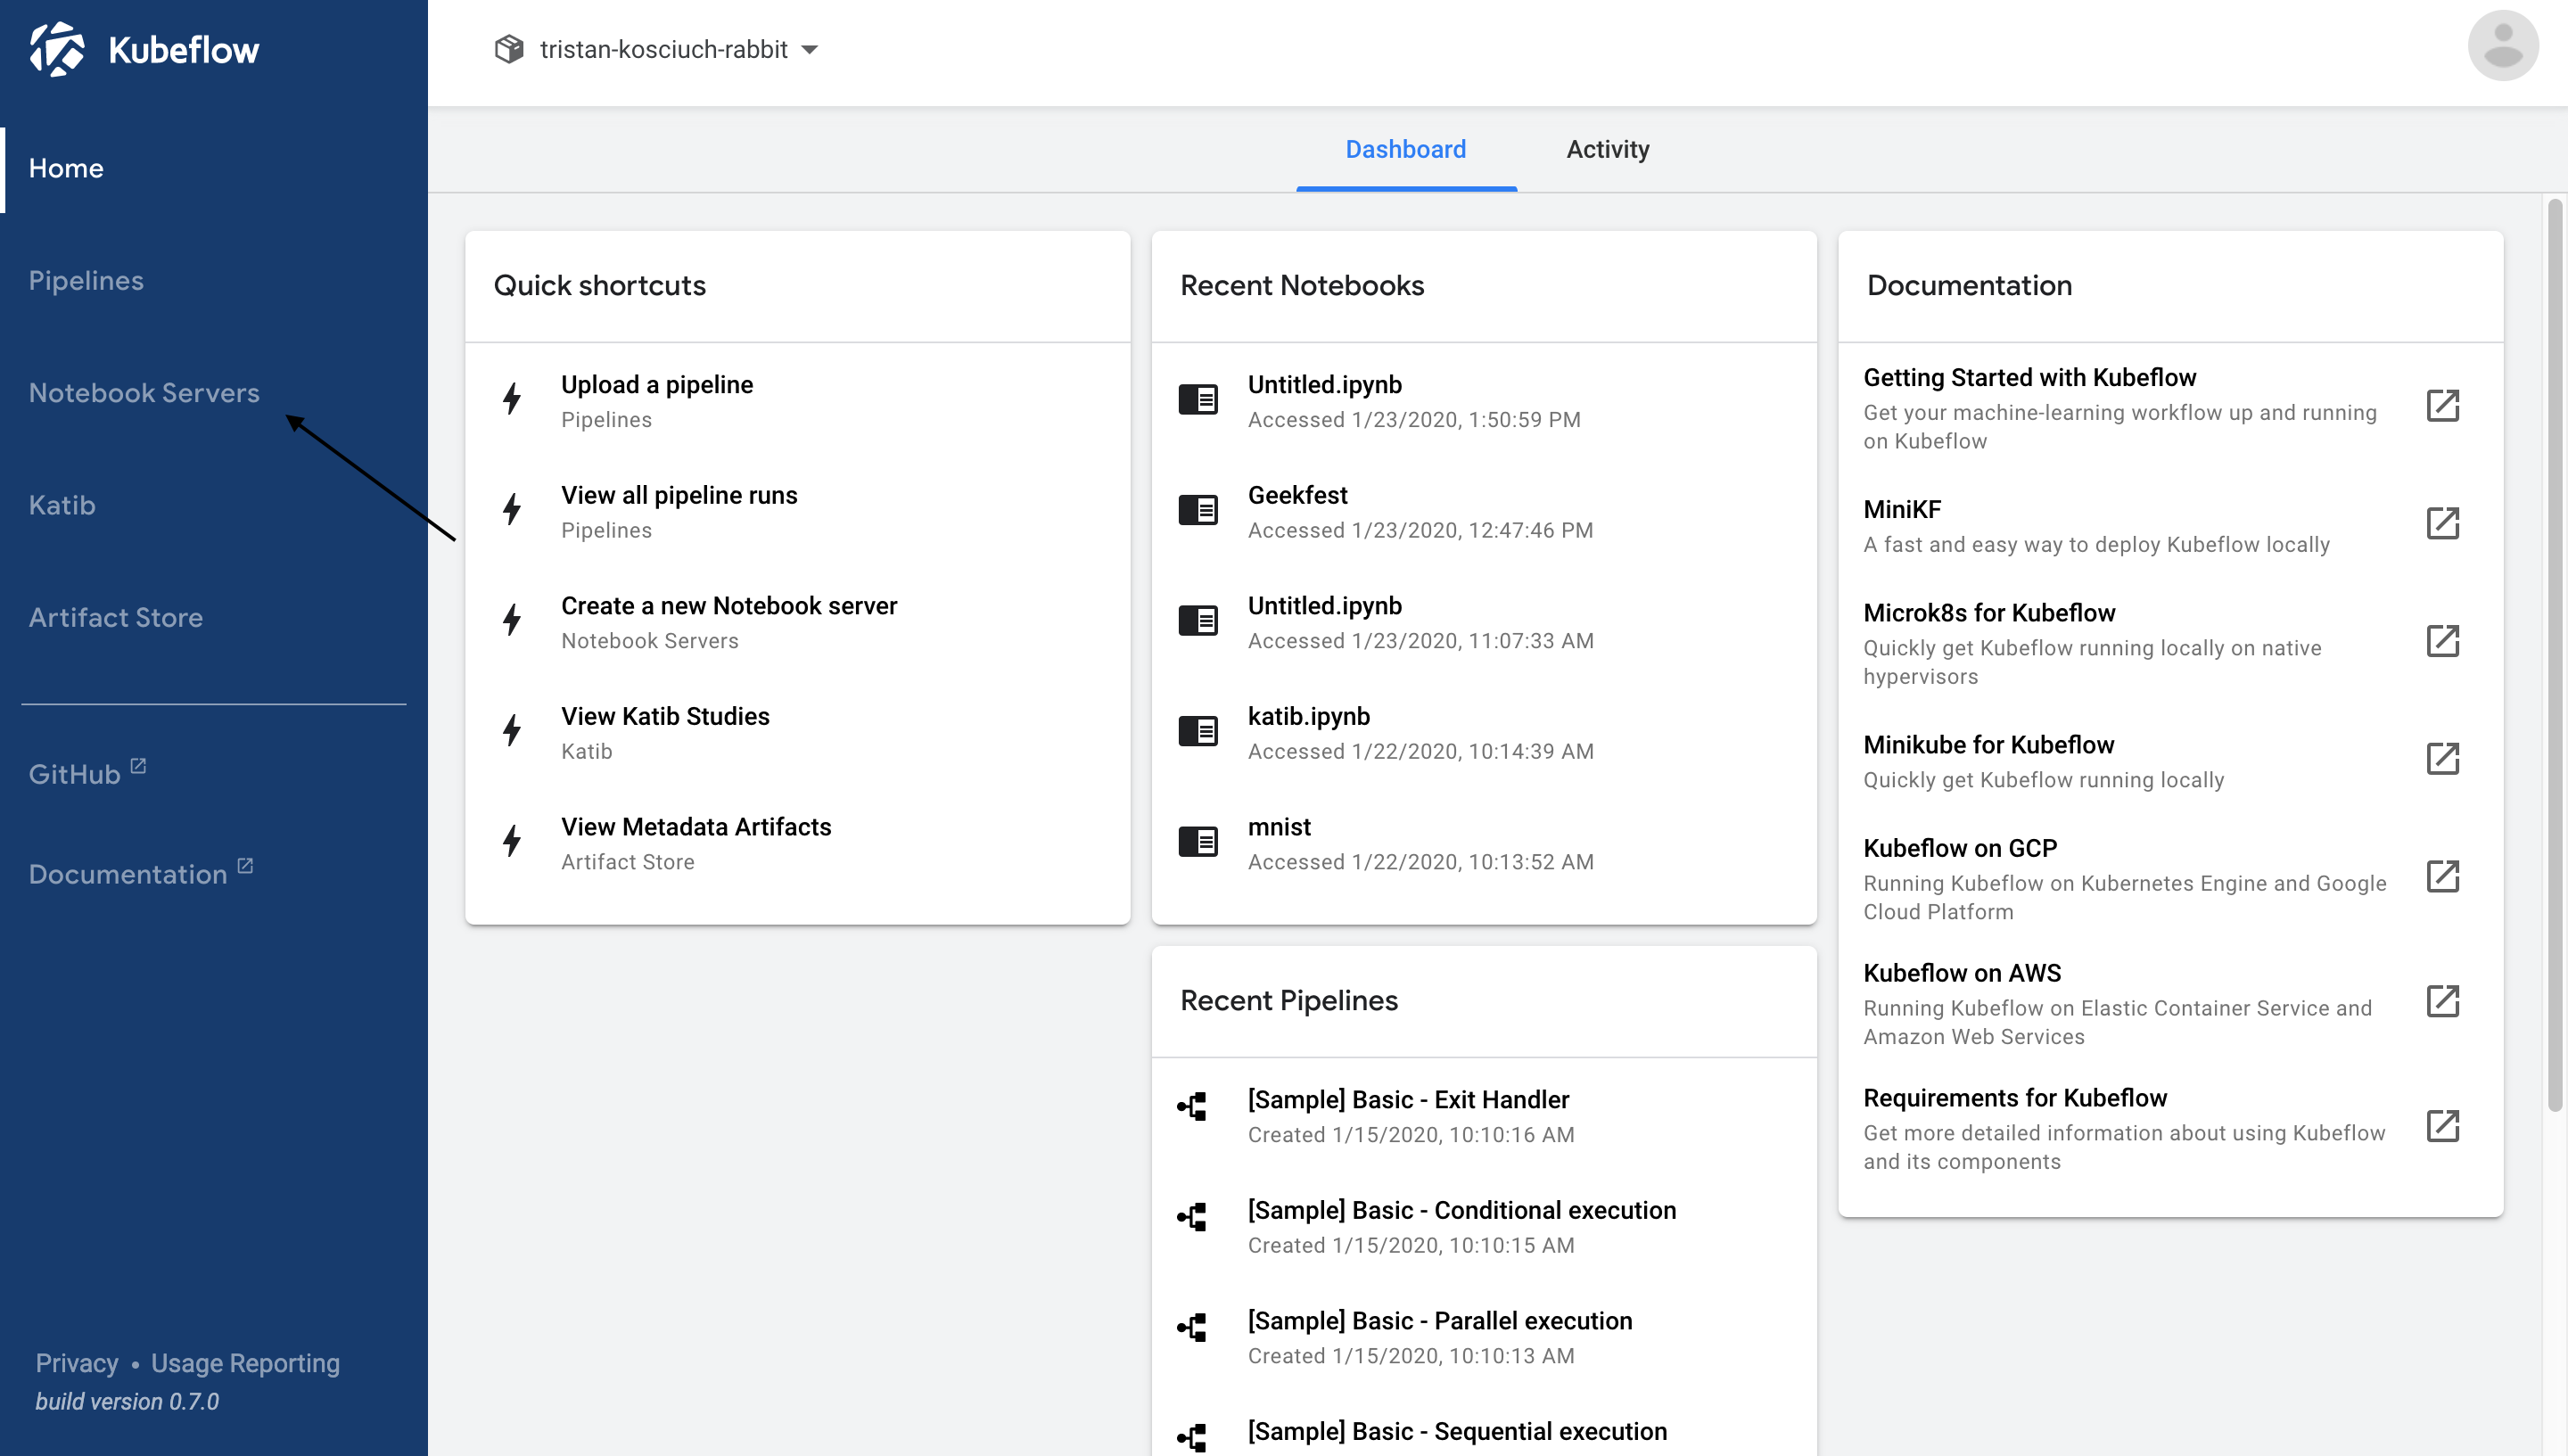 Kubeflow
Home
Pipelines
Notebook Servers
Katib
Artifact Store
GitHub
Documentation
Privacy • Usage Reporting
build version 0.7.0
tristan-kosciuch-rabbit
Dashboard
Activity
Quick shortcuts
Upload a pipeline
Pipelines
View all pipeline runs
Pipelines
Create a new Notebook server
Notebook Servers
View Katib Studies
Katib
View Metadata Artifacts
Artifact Store
Recent Notebooks
Untitled.ipynb
Accessed 1/23/2020, 1:50:59 PM
Geekfest
Accessed 1/23/2020, 12:47:46 PM
Untitled.ipynb
Accessed 1/23/2020, 11:07:33 AM
katib.ipynb
Accessed 1/22/2020, 10:14:39 AM
mnist
Accessed 1/22/2020, 10:13:52 AM
Recent Pipelines
[Sample] Basic - Exit Handler
Created 1/15/2020, 10:10:16 AM
[Sample] Basic - Conditional execution
Created 1/15/2020, 10:10:15 AM
[Sample] Basic - Parallel execution
Created 1/15/2020, 10:10:13 AM
[Sample] Basic - Sequential execution
Documentation
Getting Started with Kubeflow
Get your machine-learning workflow up and running
on Kubeflow
MiniKF
A fast and easy way to deploy Kubeflow locally
Microk8s for Kubeflow
Quickly get Kubeflow running locally on native
hypervisors
Minikube for Kubeflow
Quickly get Kubeflow running locally
Kubeflow on GCP
Running Kubeflow on Kubernetes Engine and Google
Cloud Platform
Kubeflow on AWS
Running Kubeflow on Elastic Container Service and
Amazon Web Services
Requirements for Kubeflow
Get more detailed information about using Kubeflow
and its components